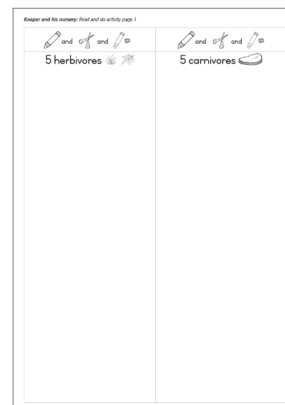 Keeper and his nursery: Read and do activity page 1
and and
and and
5 herbivores
5 carnivores